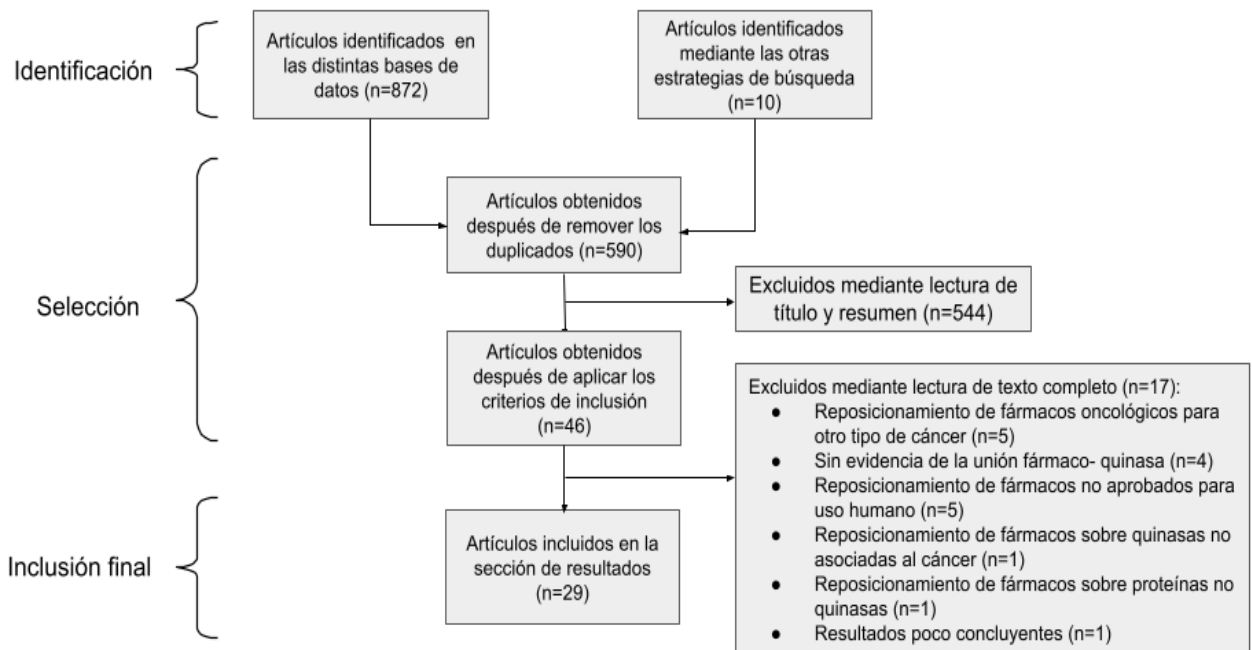 Identificación
Artículos identificados en
las distintas bases de
datos (n=872)
Artículos identificados
mediante las otras
estrategias de búsqueda
(n=10)
Selección
Artículos obtenidos
después de remover los
duplicados (n=590)
Excluidos mediante lectura de
título y resumen (n=544)
Artículos obtenidos
después de aplicar los
criterios de inclusión
(n=46)
Excluidos mediante lectura de texto completo (n=17):
● Reposicionamiento de fármacos oncológicos para
otro tipo de cáncer (n=5)
● Sin evidencia de la unión fármaco- quinasa (n=4)
● Reposicionamiento de fármacos no aprobados para
uso humano (n=5)
● Reposicionamiento de fármacos sobre quinasas no
asociadas al cáncer (n=1)
● Reposicionamiento de fármacos sobre proteínas no
quinasas (n=1)
● Resultados poco concluyentes (n=1)
Inclusión final
Artículos incluidos en la
sección de resultados
(n=29)